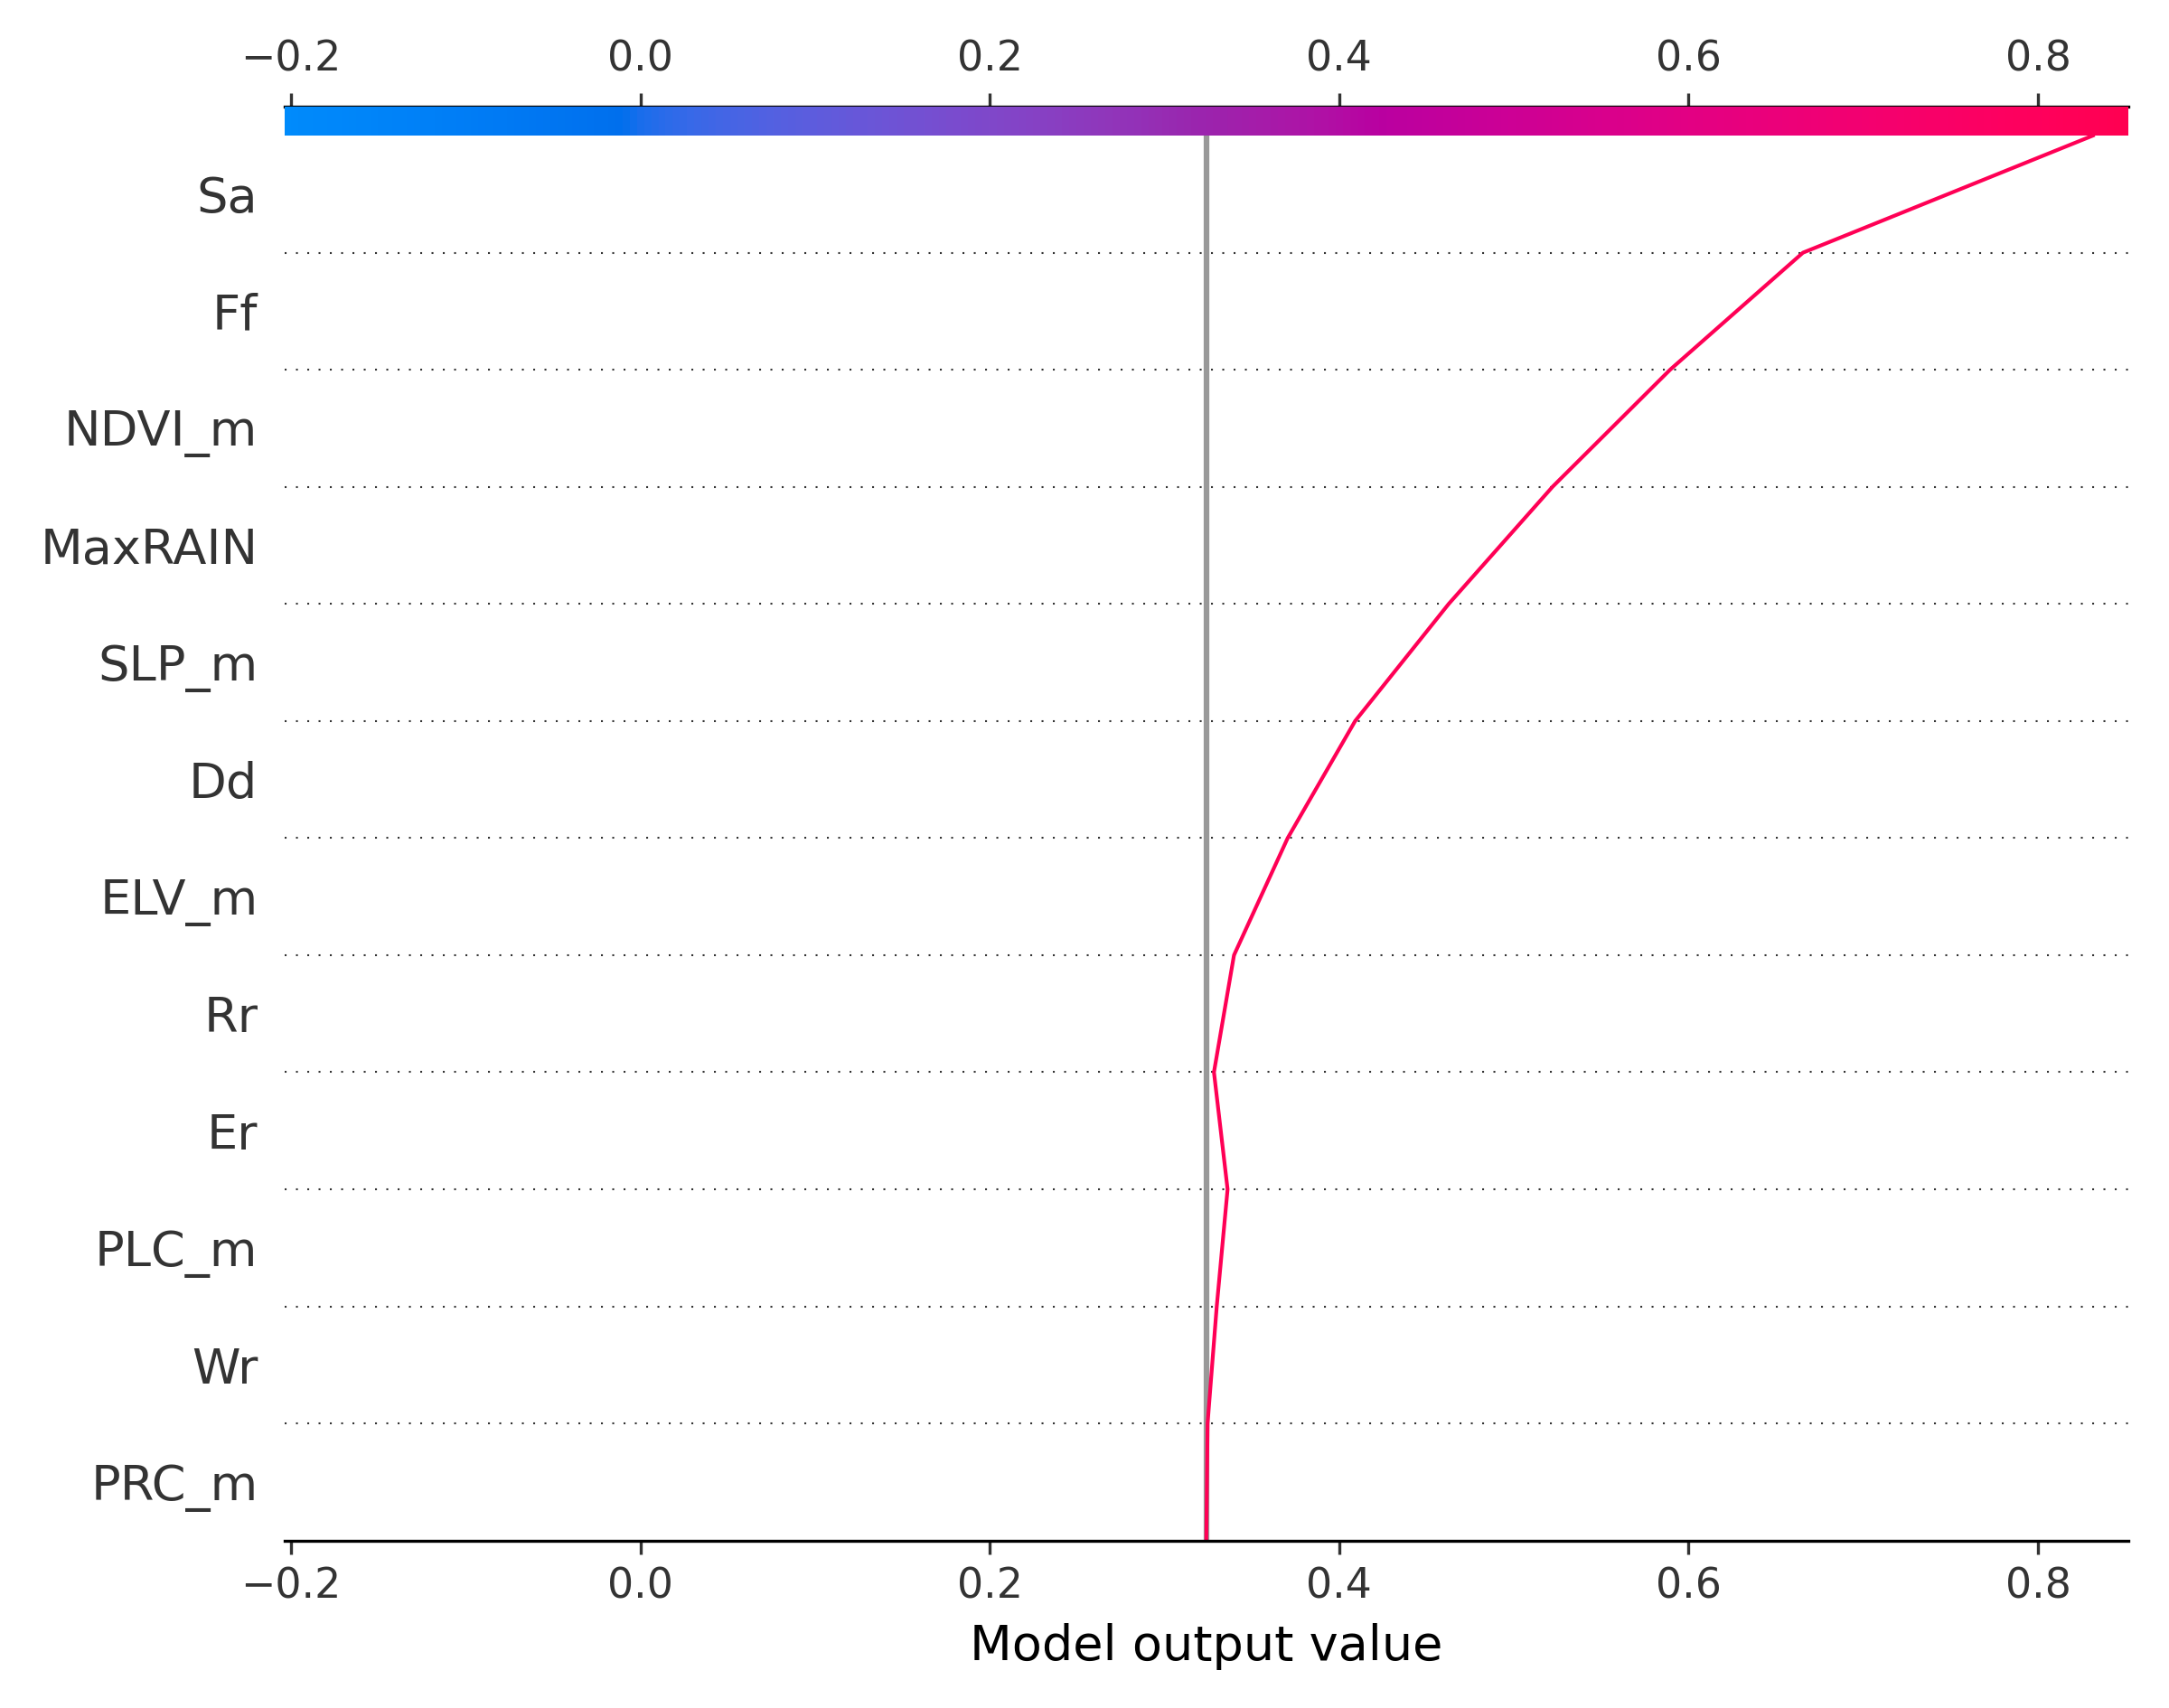 −0.2 0.0 0.2 0.4 0.6 0.8
Sa
Ff
NDVI_m
MaxRAIN
SLP_m
Dd
ELV_m
Rr
Er
PLC_m
Wr
PRC_m
−0.2 0.0 0.2 0.4 0.6 0.8
Model output value